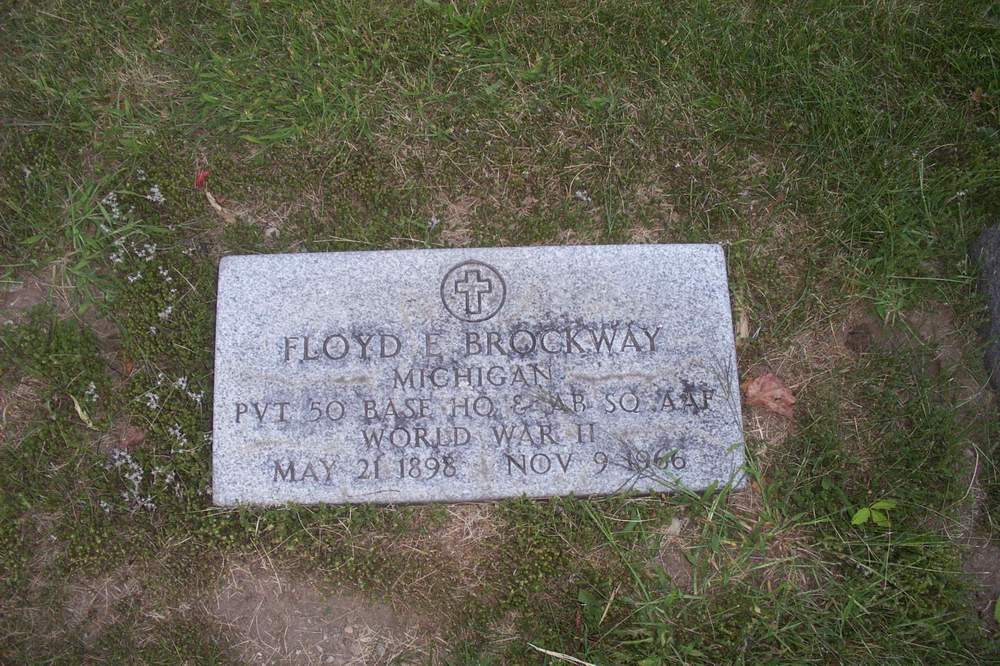 FLOYD E BROCKWAY
MICHIGAN
PVT 50 BASE HQ & AB SQ AAF
WORLD WAR II
MAY 21 1898 NOV 9 1966